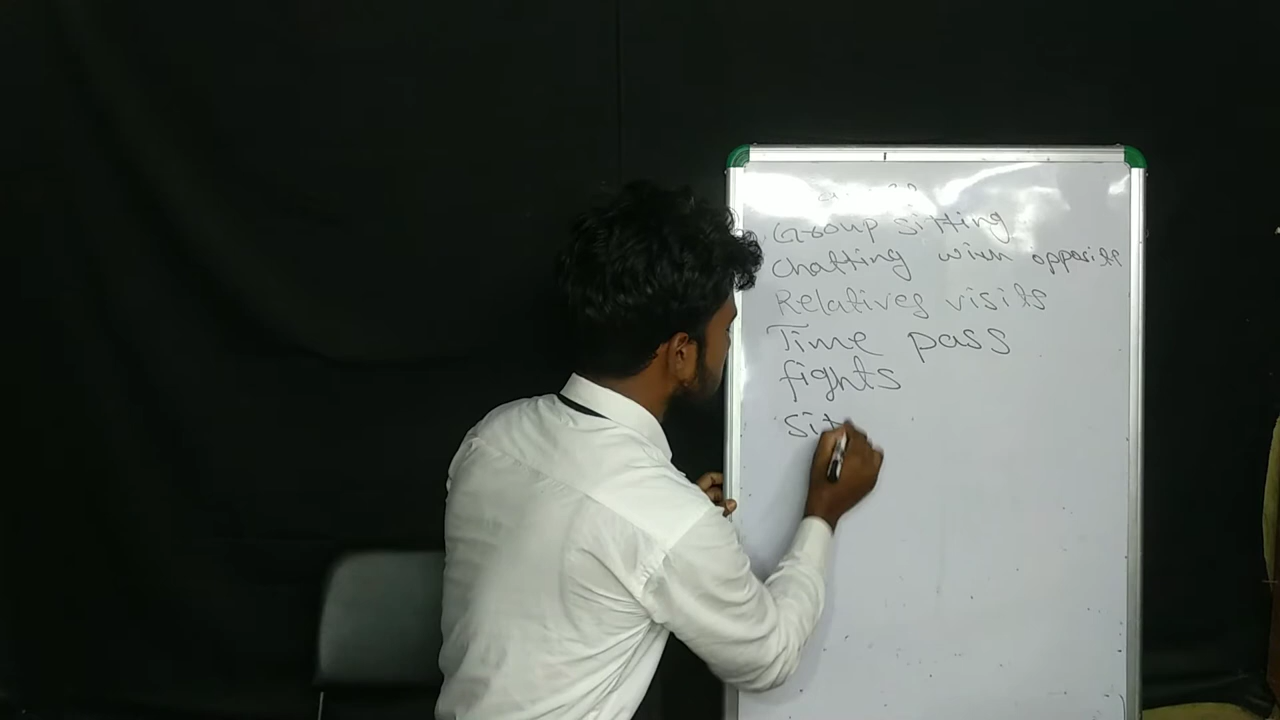 Group sitting
Chatting with opposite
Relatives visits
Time pass
fights
sit